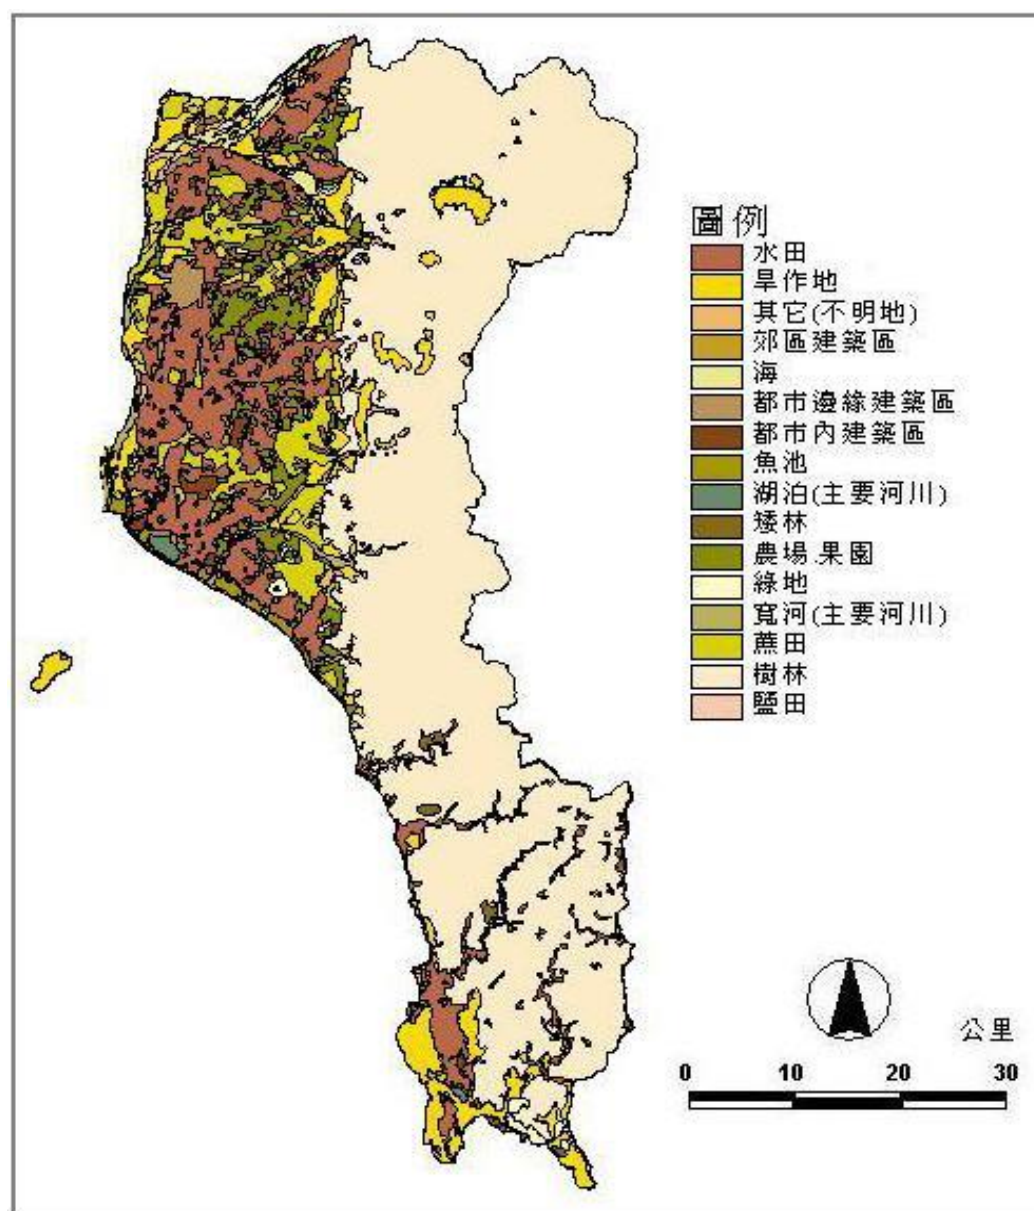 圖例
水田
旱作地
其它(不明地)
郊區建築區
海
都市邊緣建築區
都市內建築區
魚池
湖泊(主要河川)
矮林
農場.果園
綠地
寬河(主要河川)
蔗田
樹林
鹽田
公里
0 10 20 30